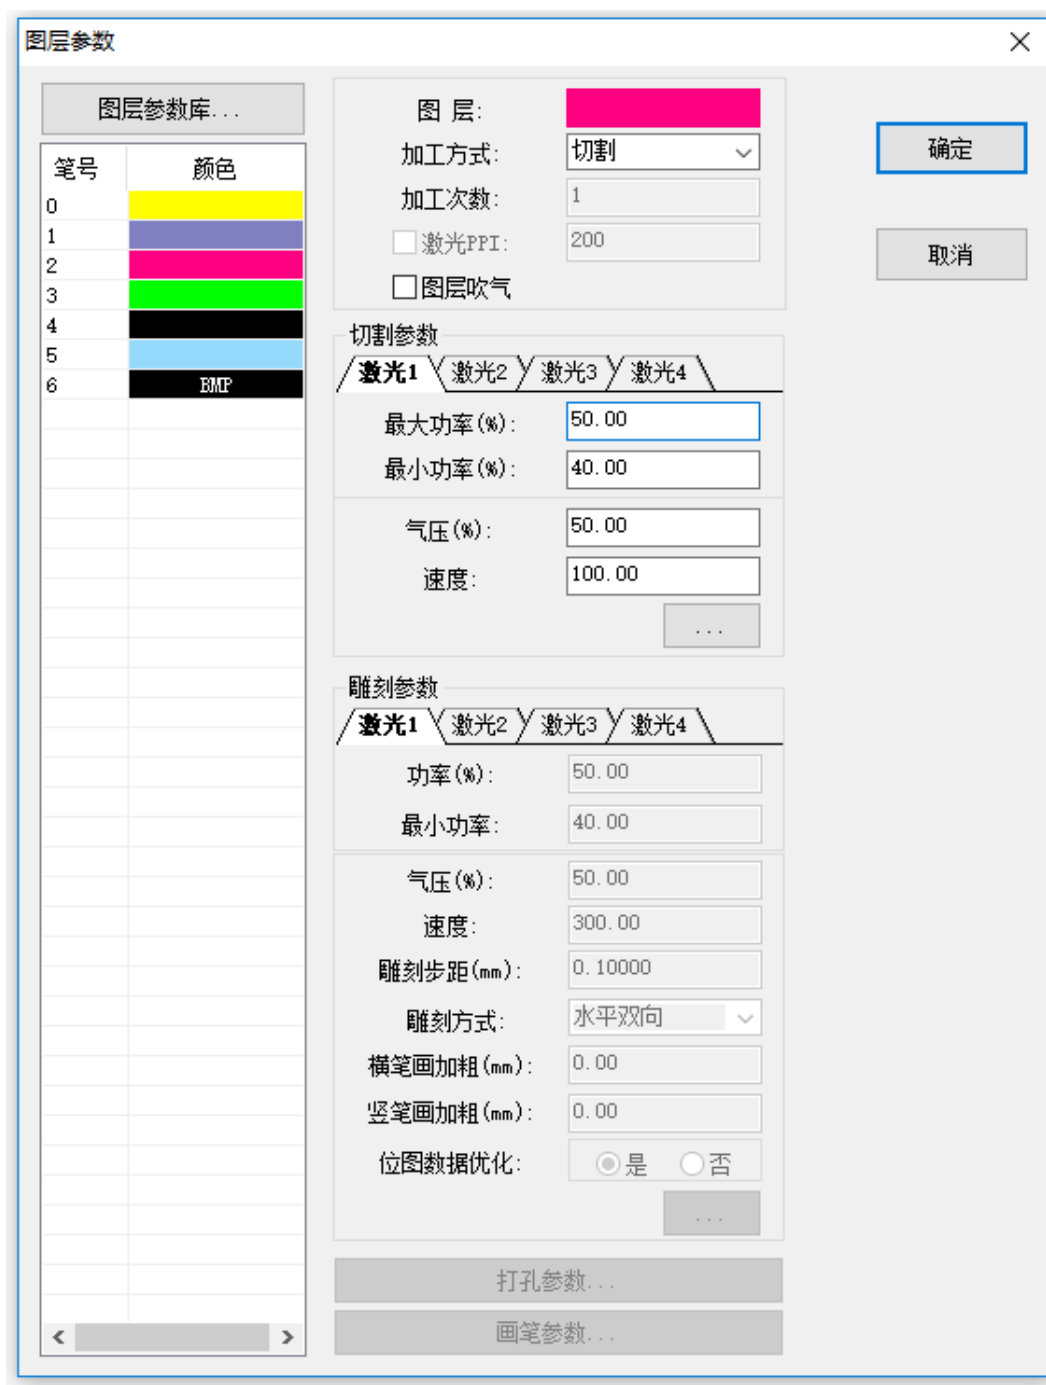 图层参数
图层参数库...
笔号 颜色
0
1
2
3
4
5
6 BMP
图 层:
加工方式: 切割
加工次数: 1
激光PPI: 200
图层吹气
确定
取消
切割参数
激光1 激光2 激光3 激光4
最大功率(%): 50.00
最小功率(%): 40.00
气压(%): 50.00
速度: 100.00
...
雕刻参数
激光1 激光2 激光3 激光4
功率(%): 50.00
最小功率: 40.00
气压(%): 50.00
速度: 300.00
雕刻步距(mm): 0.10000
雕刻方式: 水平双向
横笔画加粗(mm): 0.00
竖笔画加粗(mm): 0.00
位图数据优化: 是 否
...
打孔参数...
画笔参数...